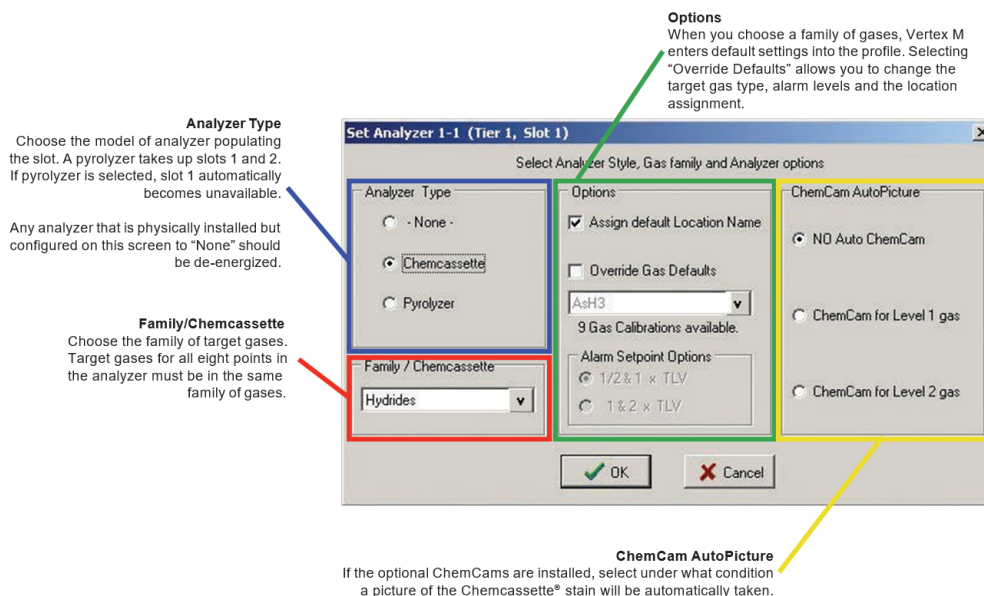 Options
When you choose a family of gases, Vertex M
enters default settings into the profile. Selecting
“Override Defaults” allows you to change the
target gas type, alarm levels and the location
assignment.
Analyzer Type
Choose the model of analyzer populating
the slot. A pyrolyzer takes up slots 1 and 2.
If pyrolyzer is selected, slot 1 automatically
becomes unavailable.
Any analyzer that is physically installed but
configured on this screen to “None” should
be de-energized.
Family/Chemcassette
Choose the family of target gases.
Target gases for all eight points in
the analyzer must be in the same
family of gases.
Set Analyzer 1-1 (Tier 1, Slot 1)
Select Analyzer Style, Gas family and Analyzer options
Analyzer Type
- None -
Chemcassette
Pyrolyzer
Family / Chemcassette
Hydrides
Options
Assign default Location Name
Override Gas Defaults
AsH3
9 Gas Calibrations available.
Alarm Setpoint Options
1/2 & 1 x TLV
1 & 2 x TLV
ChemCam AutoPicture
NO Auto ChemCam
ChemCam for Level 1 gas
ChemCam for Level 2 gas
OK
Cancel
ChemCam AutoPicture
If the optional ChemCams are installed, select under what condition
a picture of the Chemcassette® stain will be automatically taken.